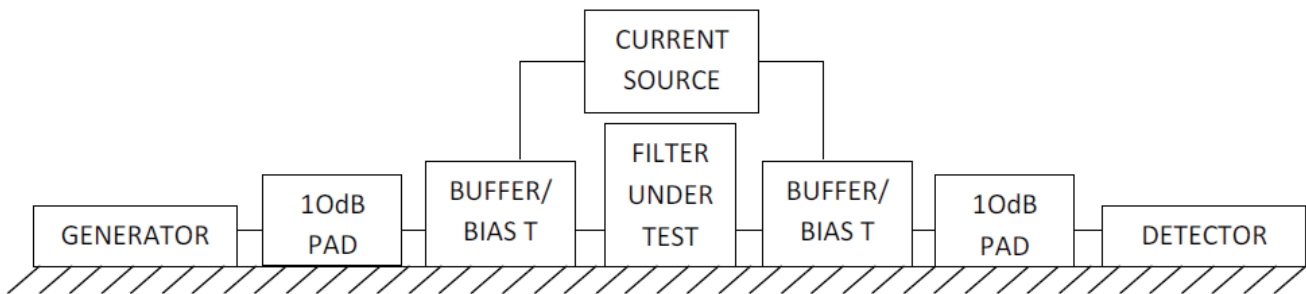 CURRENT
SOURCE
GENERATOR
1OdB
PAD
BUFFER/
BIAS T
FILTER
UNDER
TEST
BUFFER/
BIAS T
1OdB
PAD
DETECTOR